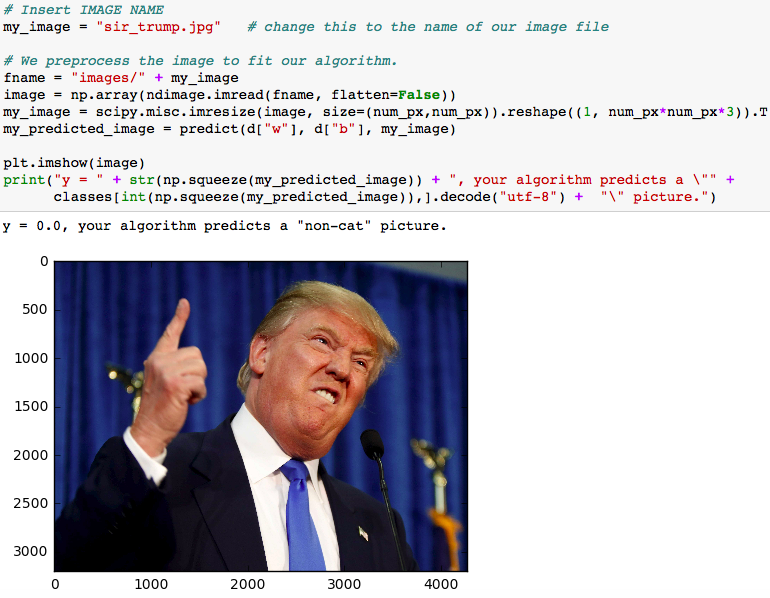 # Insert IMAGE NAME
my_image = "sir_trump.jpg"   # change this to the name of our image file
# We preprocess the image to fit our algorithm.
fname = "images/" + my_image
image = np.array(ndimage.imread(fname, flatten=False))
my_image = scipy.misc.imresize(image, size=(num_px,num_px)).reshape((1, num_px*num_px*3)).T
my_predicted_image = predict(d["w"], d["b"], my_image)
plt.imshow(image)
print("y = " + str(np.squeeze(my_predicted_image)) + ", your algorithm predicts a \"" +
      classes[int(np.squeeze(my_predicted_image)),].decode("utf-8") +  "\" picture.")
y = 0.0, your algorithm predicts a "non-cat" picture.
0
500
1000
1500
2000
2500
3000
0 1000 2000 3000 4000